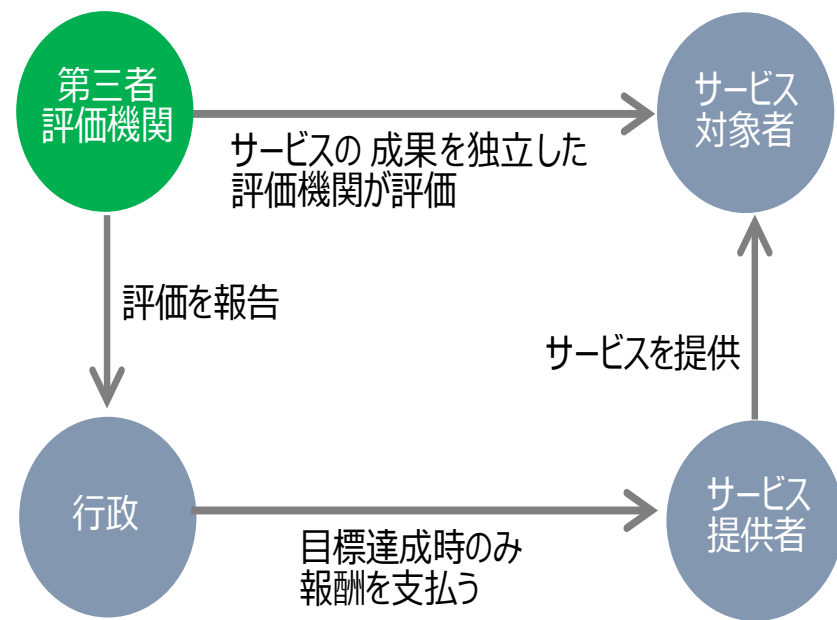 第三者
評価機関
サービス
対象者
サービスの 成果を独立した
評価機関が評価
評価を報告
サービスを提供
行政
サービス
提供者
目標達成時のみ
報酬を支払う